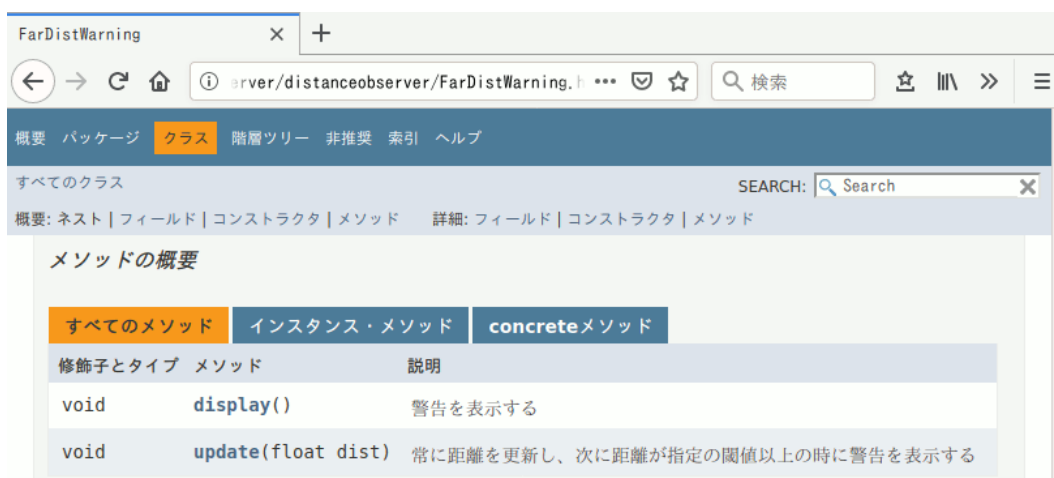 FarDistWarning
erver/distanceobserver/FarDistWarning.h
検索
概要 パッケージ クラス 階層ツリー 非推奨 索引 ヘルプ
すべてのクラス
SEARCH: Search
概要: ネスト | フィールド | コンストラクタ | メソッド 詳細: フィールド | コンストラクタ | メソッド
メソッドの概要
すべてのメソッド インスタンス・メソッド concreteメソッド
修飾子とタイプ メソッド 説明
void display() 警告を表示する
void update(float dist) 常に距離を更新し、次に距離が指定の閾値以上の時に警告を表示する